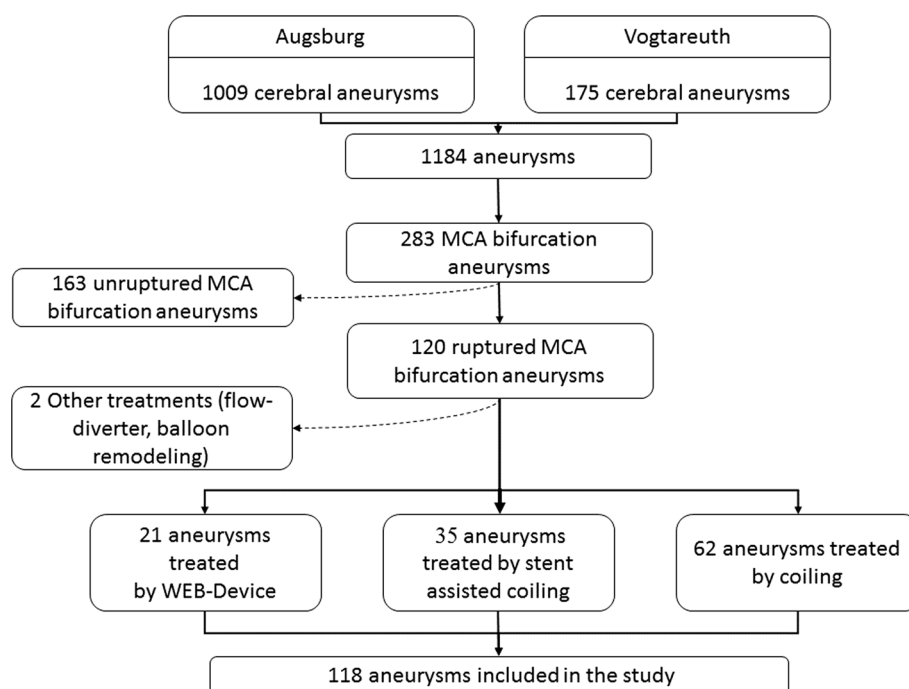 Augsburg
1009 cerebral aneurysms
Vogtareuth
175 cerebral aneurysms
1184 aneurysms
283 MCA bifurcation
aneurysms
163 unruptured MCA
bifurcation aneurysms
120 ruptured MCA
bifurcation aneurysms
2 Other treatments (flow-
diverter, balloon
remodeling)
21 aneurysms
treated
by WEB-Device
35 aneurysms
treated by stent
assisted coiling
62 aneurysms treated
by coiling
118 aneurysms included in the study